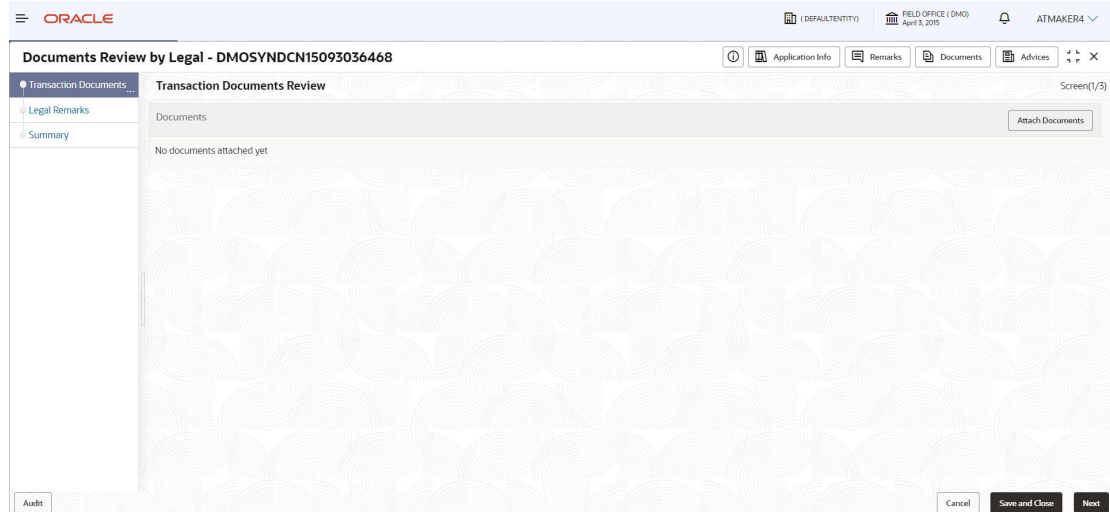 ORACLE
( DEFAULTENTITY)
FIELD OFFICE ( DMO)
April 3, 2015
ATMAKER4
Documents Review by Legal - DMOSYNDCN15093036468
Application Info
Remarks
Documents
Advices
Transaction Documents ...
Transaction Documents Review
Screen(1/3)
Legal Remarks
Documents
Attach Documents
Summary
No documents attached yet
Audit
Cancel
Save and Close
Next